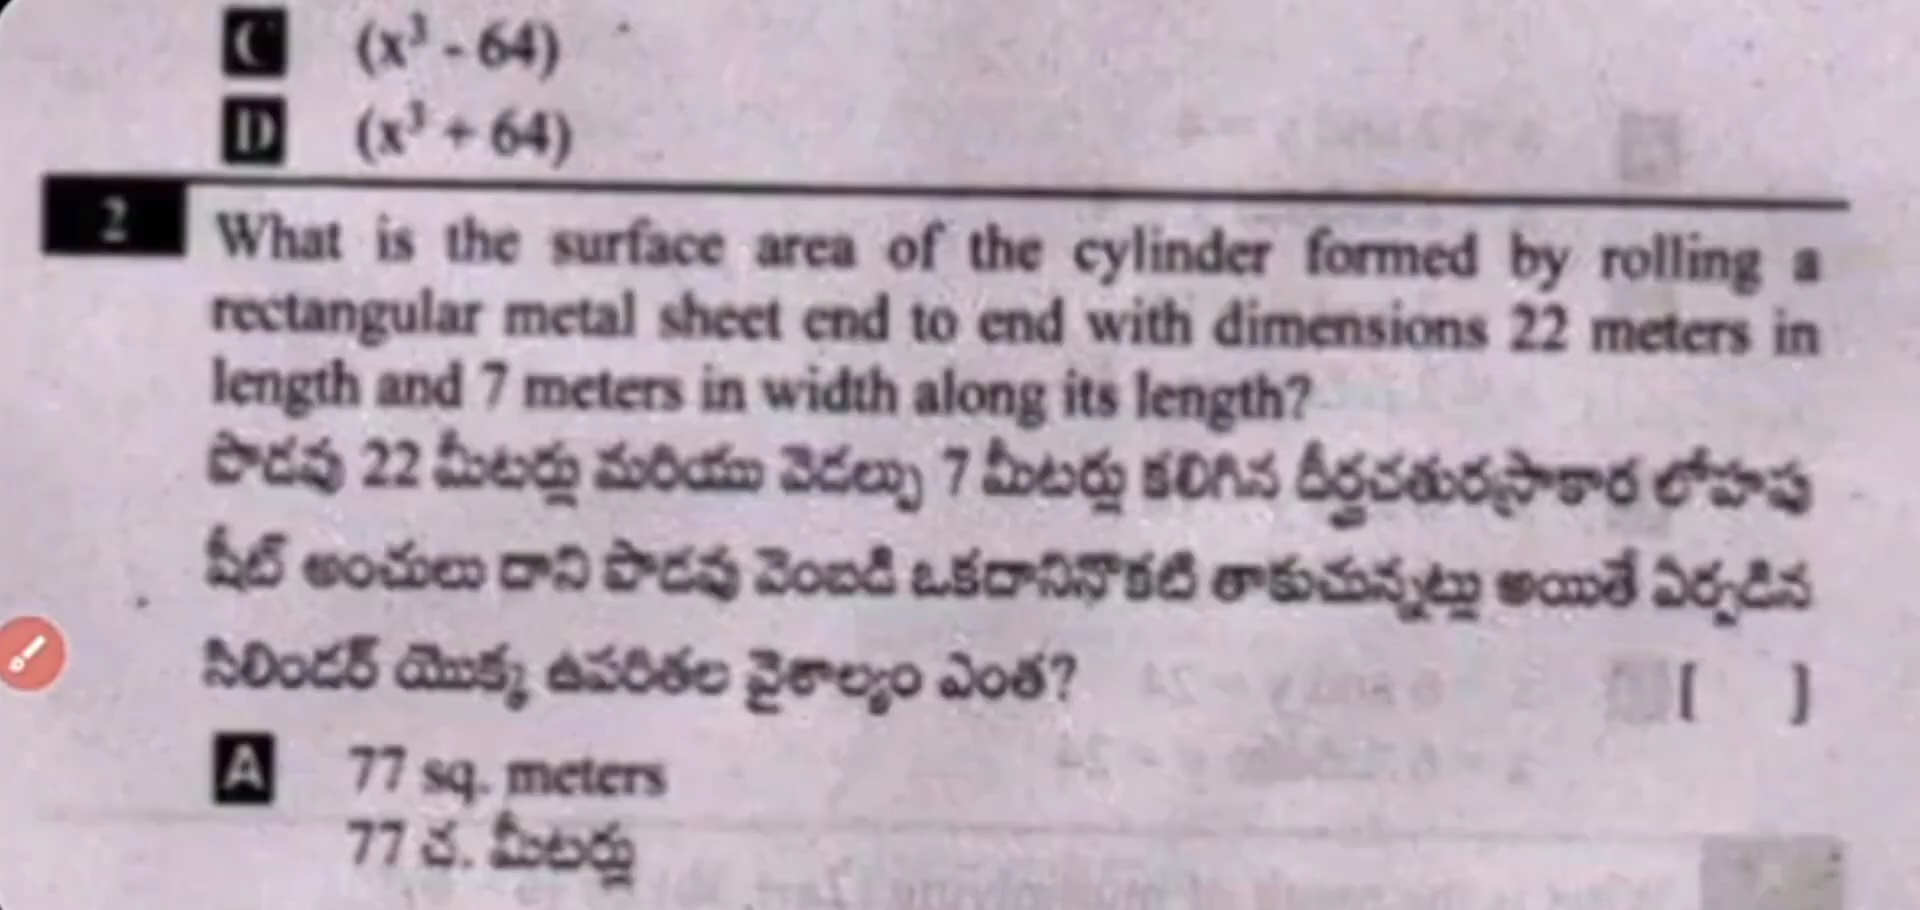 C (x³ - 64)
D (x³ + 64)
2 What is the surface area of the cylinder formed by rolling a
rectangular metal sheet end to end with dimensions 22 meters in
length and 7 meters in width along its length?
పొడవు 22 మీటర్లు మరియు వెడల్పు 7 మీటర్లు కలిగిన దీర్ఘచతురస్రాకార లోహపు
షీట్ అంచులు దాని పొడవు వెంబడి ఒకదానినొకటి తాకుచున్నట్లు అయితే ఏర్పడిన
సిలిండర్ యొక్క ఉపరితల వైశాల్యం ఎంత? [ ]
A 77 sq. meters
77 చ. మీటర్లు